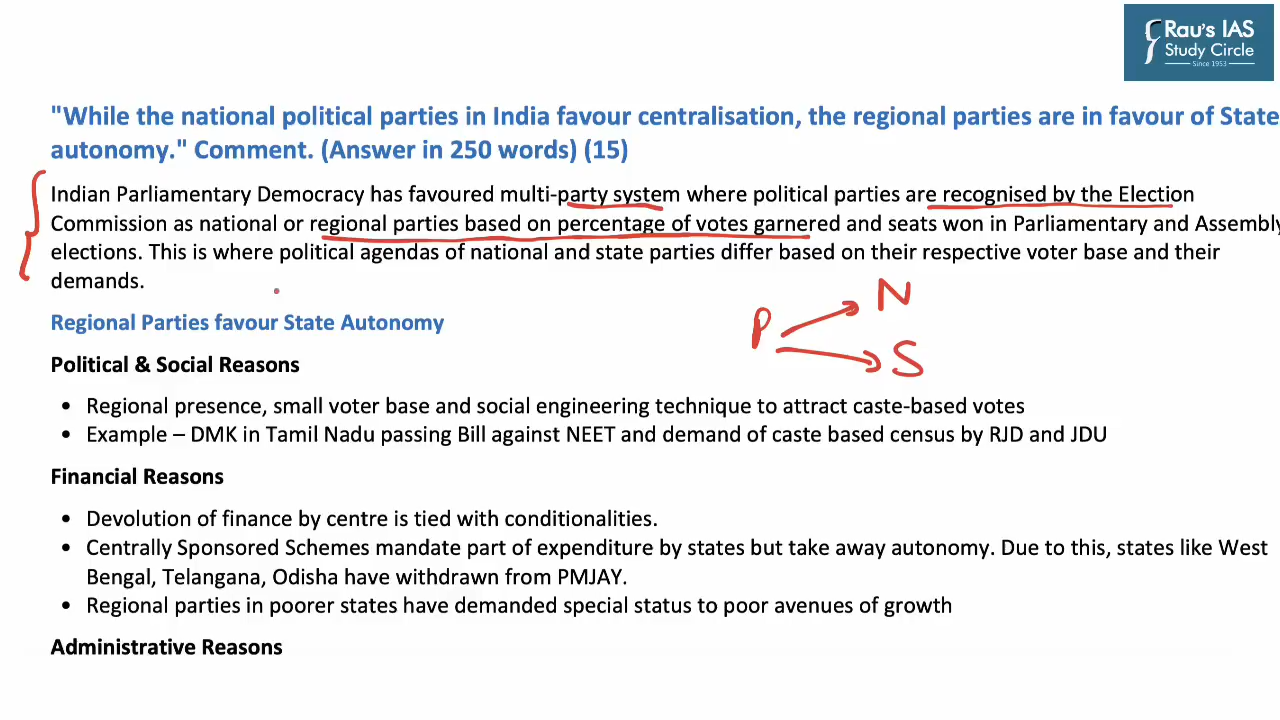 Rau's IAS
Study Circle
Since 1953
"While the national political parties in India favour centralisation, the regional parties are in favour of State
autonomy." Comment. (Answer in 250 words) (15)
Indian Parliamentary Democracy has favoured multi-party system where political parties are recognised by the Election
Commission as national or regional parties based on percentage of votes garnered and seats won in Parliamentary and Assembly
elections. This is where political agendas of national and state parties differ based on their respective voter base and their
demands.
N
P
S
Regional Parties favour State Autonomy
Political & Social Reasons
• Regional presence, small voter base and social engineering technique to attract caste-based votes
• Example – DMK in Tamil Nadu passing Bill against NEET and demand of caste based census by RJD and JDU
Financial Reasons
• Devolution of finance by centre is tied with conditionalities.
• Centrally Sponsored Schemes mandate part of expenditure by states but take away autonomy. Due to this, states like West
Bengal, Telangana, Odisha have withdrawn from PMJAY.
• Regional parties in poorer states have demanded special status to poor avenues of growth
Administrative Reasons